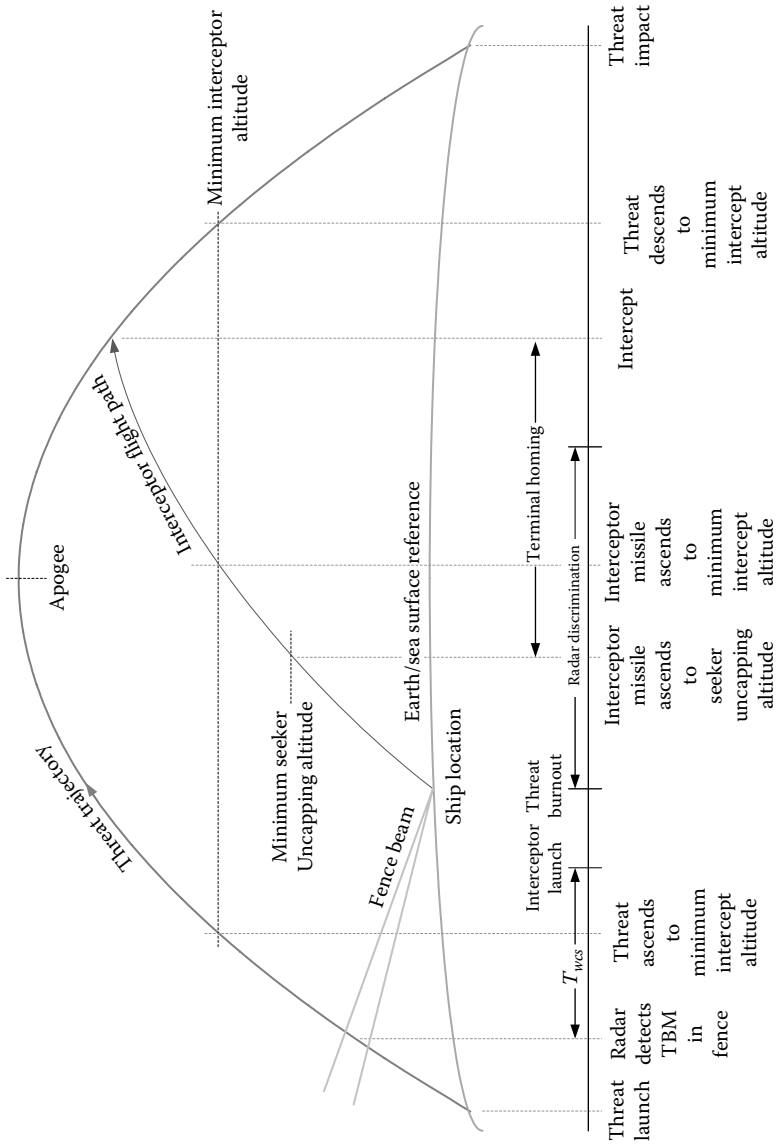 Threat trajectory
Apogee
Interceptor flight path
Minimum interceptor
altitude
Minimum seeker
Uncapping altitude
Fence beam
Earth/sea surface reference
Ship location
Terminal homing
Radar discrimination
T_wcs
Interceptor
launch
Threat
burnout
Threat
launch
Radar
detects
TBM
in
fence
Threat
ascends
to
minimum
intercept
altitude
Interceptor
missile
ascends
to
seeker
uncapping
altitude
Interceptor
missile
ascends
to
minimum
intercept
altitude
Intercept
Threat
descends
to
minimum
intercept
altitude
Threat
impact